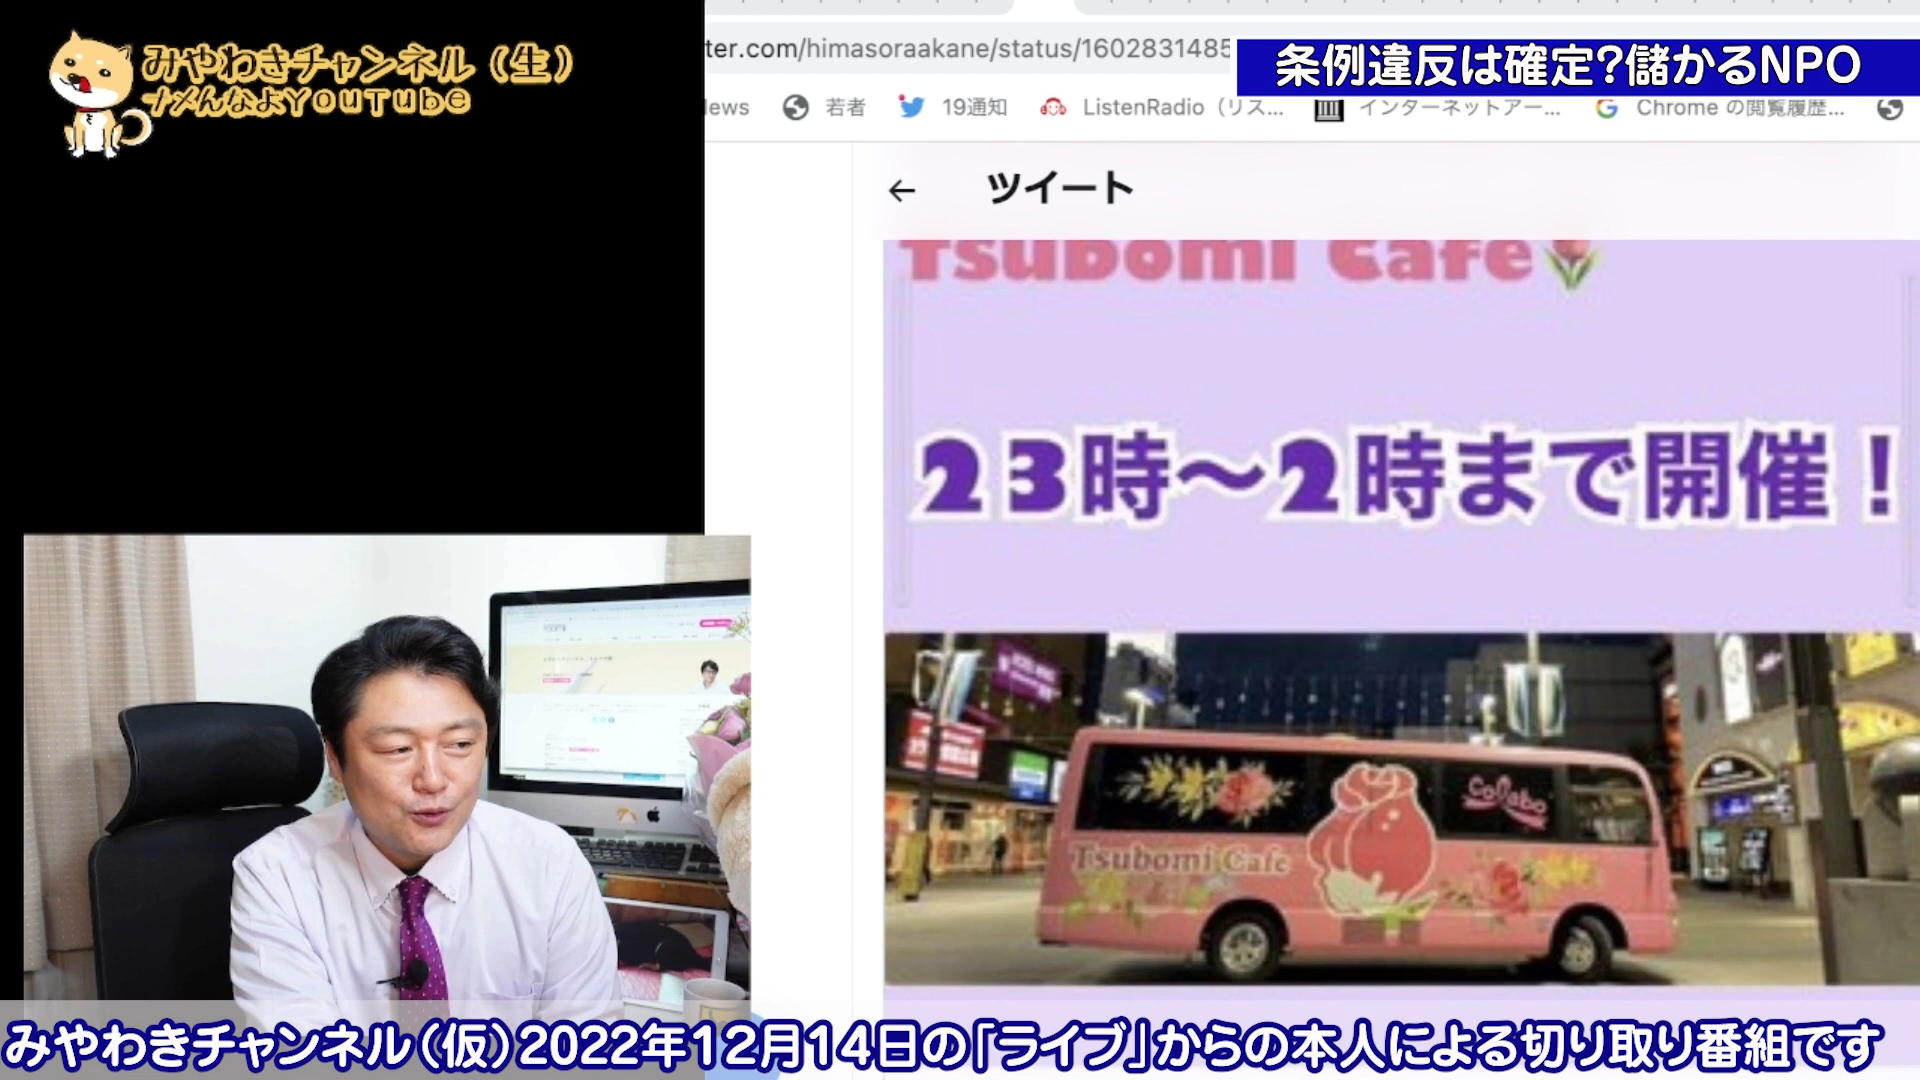 みやわきチャンネル（生）
ナメんなよYouTube
ter.com/himasoraakane/status/1602831485
条例違反は確定?儲かるNPO
News
若者
19通知
ListenRadio（リス...
インターネットアー...
Chrome の閲覧履歴...
ツイート
Tsubomi Cafe
23時～2時まで開催！
Colabo
Tsubomi Cafe
みやわきチャンネル（仮）2022年12月14日の「ライブ」からの本人による切り取り番組です